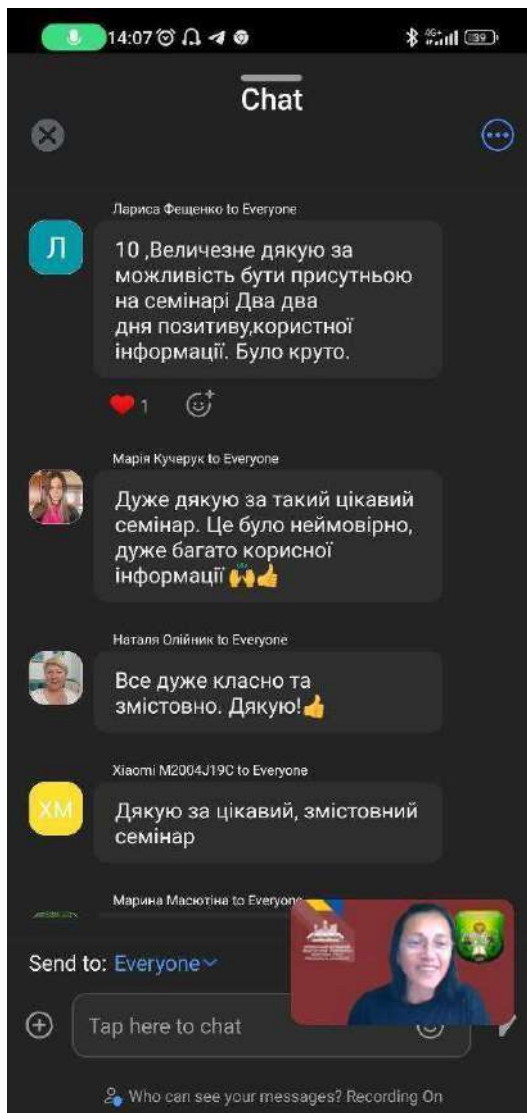 14:07
4G+
39
Chat
Лариса Фещенко to Everyone
Л
10 ,Величезне дякую за
можливість бути присутньою
на семінарі Два два
дня позитиву,користної
інформації. Було круто.
1
Марія Кучерук to Everyone
Дуже дякую за такий цікавий
семінар. Це було неймовірно,
дуже багато корисної
інформації 🙌👍
Наталя Олійник to Everyone
Все дуже класно та
змістовно. Дякую!👍
Xiaomi M2004J19C to Everyone
XM
Дякую за цікавий, змістовний
семінар
Марина Масютіна to Everyone
Send to: Everyone
Tap here to chat
Who can see your messages? Recording On